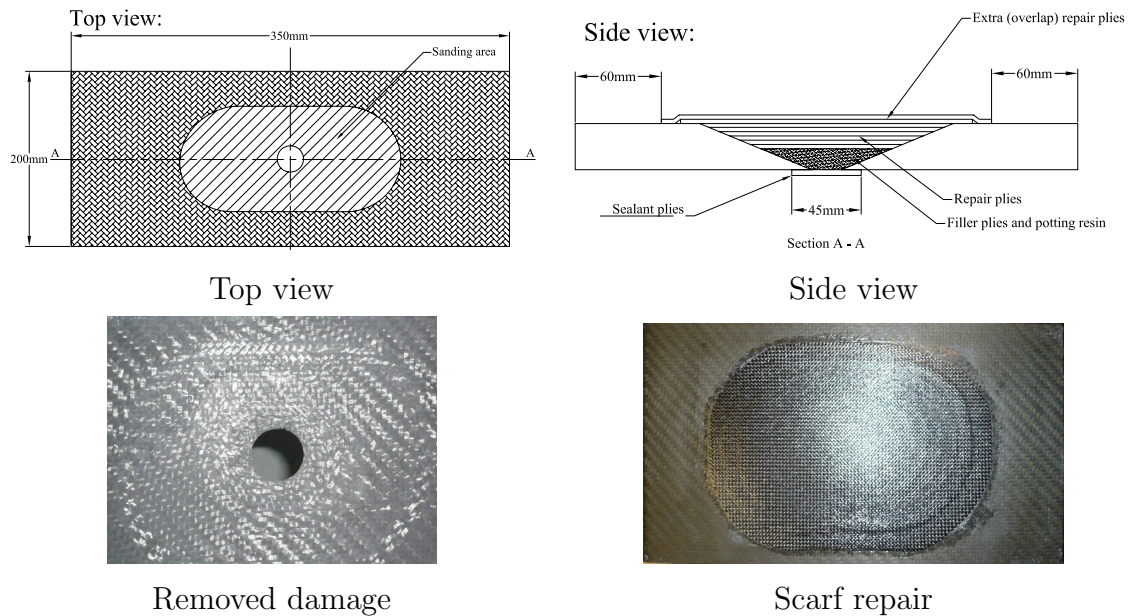 Top view:
350mm
Sanding area
200mm
A
A
Side view:
Extra (overlap) repair plies
60mm
60mm
Sealant plies
45mm
Repair plies
Filler plies and potting resin
Section A - A
Top view
Side view
Removed damage
Scarf repair